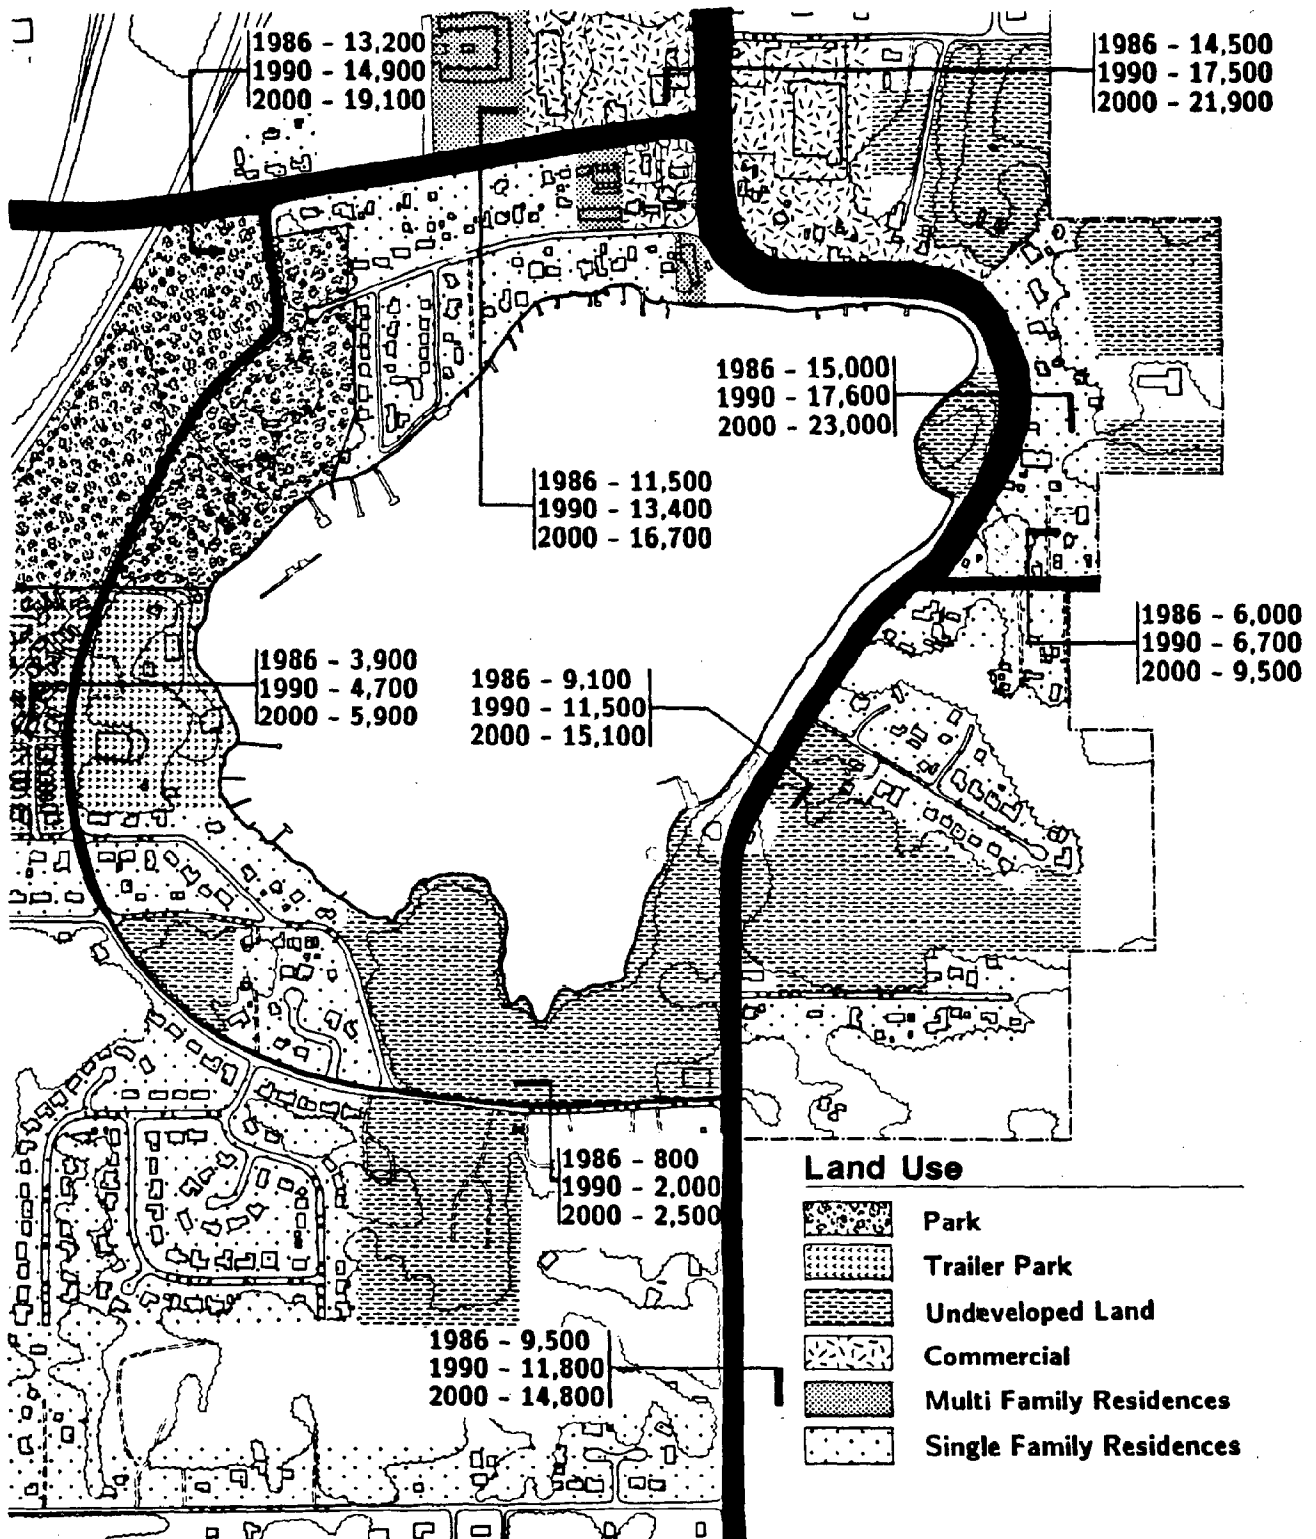 1986 - 13,200
1990 - 14,900
2000 - 19,100
1986 - 14,500
1990 - 17,500
2000 - 21,900
1986 - 15,000
1990 - 17,600
2000 - 23,000
1986 - 11,500
1990 - 13,400
2000 - 16,700
1986 - 6,000
1990 - 6,700
2000 - 9,500
1986 - 3,900
1990 - 4,700
2000 - 5,900
1986 - 9,100
1990 - 11,500
2000 - 15,100
1986 - 800
1990 - 2,000
2000 - 2,500
1986 - 9,500
1990 - 11,800
2000 - 14,800
Land Use
Park
Trailer Park
Undeveloped Land
Commercial
Multi Family Residences
Single Family Residences